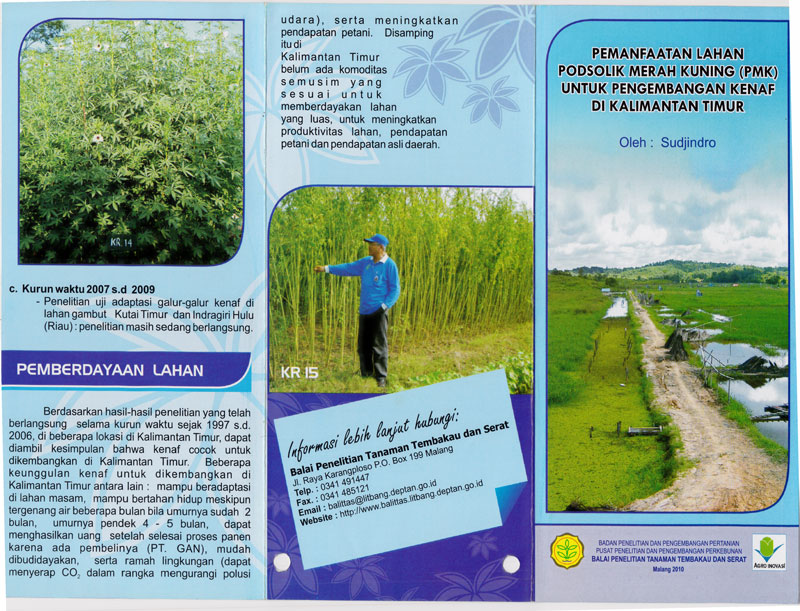 KR 14
c. Kurun waktu 2007 s.d 2009
- Penelitian uji adaptasi galur-galur kenaf di
lahan gambut Kutai Timur dan Indragiri Hulu
(Riau) : penelitian masih sedang berlangsung.
PEMBERDAYAAN LAHAN
Berdasarkan hasil-hasil penelitian yang telah
berlangsung selama kurun waktu sejak 1997 s.d.
2006, di beberapa lokasi di Kalimantan Timur, dapat
diambil kesimpulan bahwa kenaf cocok untuk
dikembangkan di Kalimantan Timur. Beberapa
keunggulan kenaf untuk dikembangkan di
Kalimantan Timur antara lain : mampu beradaptasi
di lahan masam, mampu bertahan hidup meskipun
tergenang air beberapa bulan bila umurnya sudah 2
bulan, umurnya pendek 4 - 5 bulan, dapat
menghasilkan uang setelah selesai proses panen
karena ada pembelinya (PT. GAN), mudah
dibudidayakan, serta ramah lingkungan (dapat
menyerap CO₂ dalam rangka mengurangi polusi
udara), serta meningkatkan
pendapatan petani. Disamping
itu di
Kalimantan Timur
belum ada komoditas
semusim yang
sesuai untuk
memberdayakan lahan
yang luas, untuk meningkatkan
produktivitas lahan, pendapatan
petani dan pendapatan asli daerah.
KR 15
Informasi lebih lanjut hubungi:
Balai Penelitian Tanaman Tembakau dan Serat
Jl. Raya Karangploso P.O. Box 199 Malang
Telp. : 0341 491447
Fax. : 0341 485121
Email : balittas@litbang.deptan.go.id
Website : http://www.balittas.litbang.deptan.go.id
PEMANFAATAN LAHAN
PODSOLIK MERAH KUNING (PMK)
UNTUK PENGEMBANGAN KENAF
DI KALIMANTAN TIMUR
Oleh : Sudjindro
BADAN PENELITIAN DAN PENGEMBANGAN PERTANIAN
PUSAT PENELITIAN DAN PENGEMBANGAN PERKEBUNAN
BALAI PENELITIAN TANAMAN TEMBAKAU DAN SERAT
Malang 2010
AGRO INOVASI